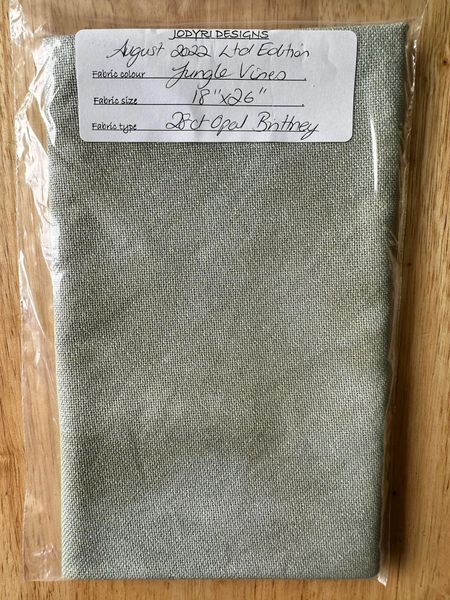 JODYRI DESIGNS
August 2022 Ltd Edition
Fabric colour Jungle Vines
Fabric size 18"x26"
Fabric type 28ct Opal Brittney